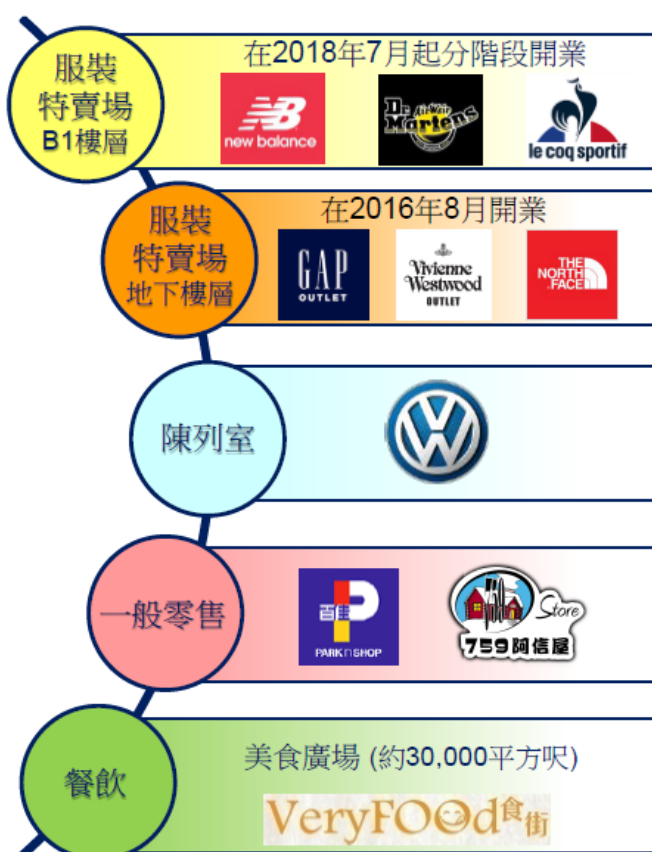 服裝
特賣場
B1樓層
在2018年7月起分階段開業
new balance
Dr. Martens
AirWair
le coq sportif
服裝
特賣場
地下樓層
在2016年8月開業
GAP
OUTLET
Vivienne
Westwood
OUTLET
THE
NORTH
FACE
陳列室
VW
一般零售
百佳
PARKnSHOP
Store
759阿信屋
餐飲
美食廣場 (約30,000平方呎)
VeryFOOd食街